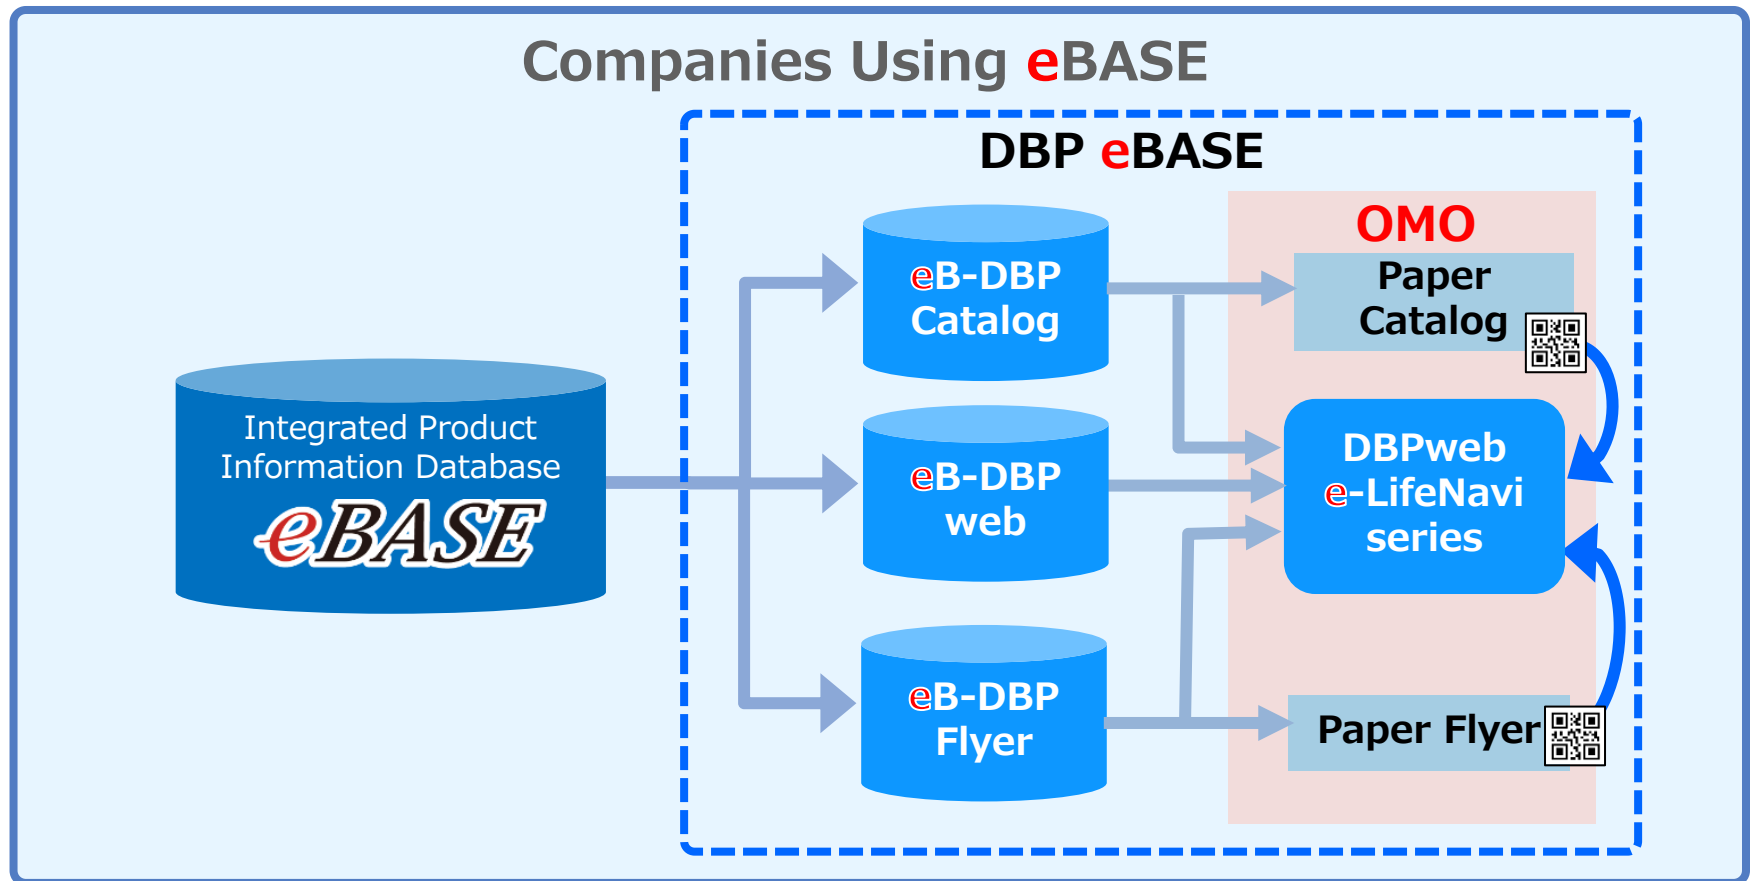 Companies Using eBASE
DBP eBASE
OMO
eB-DBP
Catalog
Paper
Catalog
Integrated Product
Information Database
eBASE
eB-DBP
web
DBPweb
e-LifeNavi
series
eB-DBP
Flyer
Paper Flyer